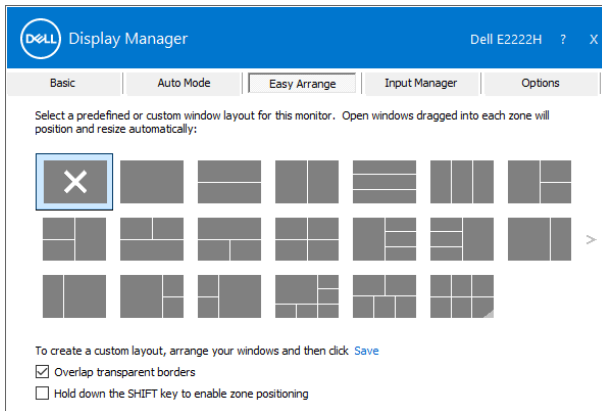 DELL Display Manager Dell E2222H ? X
Basic Auto Mode Easy Arrange Input Manager Options
Select a predefined or custom window layout for this monitor. Open windows dragged into each zone will
position and resize automatically:
>
To create a custom layout, arrange your windows and then click Save
Overlap transparent borders
Hold down the SHIFT key to enable zone positioning